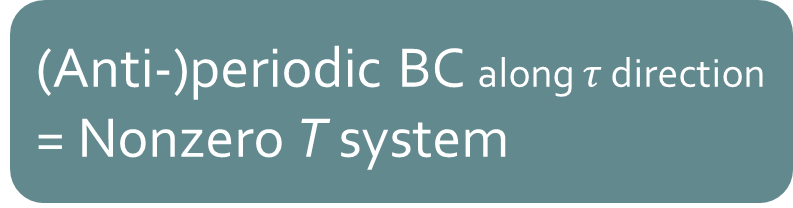 (Anti-)periodic BC along τ direction
= Nonzero T system